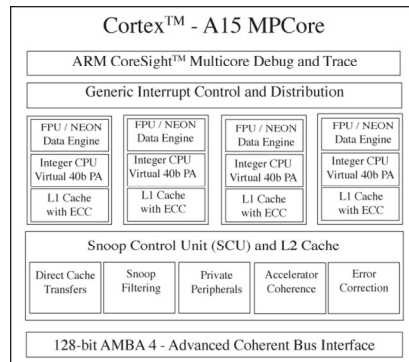 Cortex™ - A15 MPCore
ARM CoreSight™ Multicore Debug and Trace
Generic Interrupt Control and Distribution
FPU / NEON
Data Engine
Integer CPU
Virtual 40b PA
L1 Cache
with ECC
FPU / NEON
Data Engine
Integer CPU
Virtual 40b PA
L1 Cache
with ECC
FPU / NEON
Data Engine
Integer CPU
Virtual 40b PA
L1 Cache
with ECC
FPU / NEON
Data Engine
Integer CPU
Virtual 40b PA
L1 Cache
with ECC
Snoop Control Unit (SCU) and L2 Cache
Direct Cache
Transfers
Snoop
Filtering
Private
Peripherals
Accelerator
Coherence
Error
Correction
128-bit AMBA 4 - Advanced Coherent Bus Interface